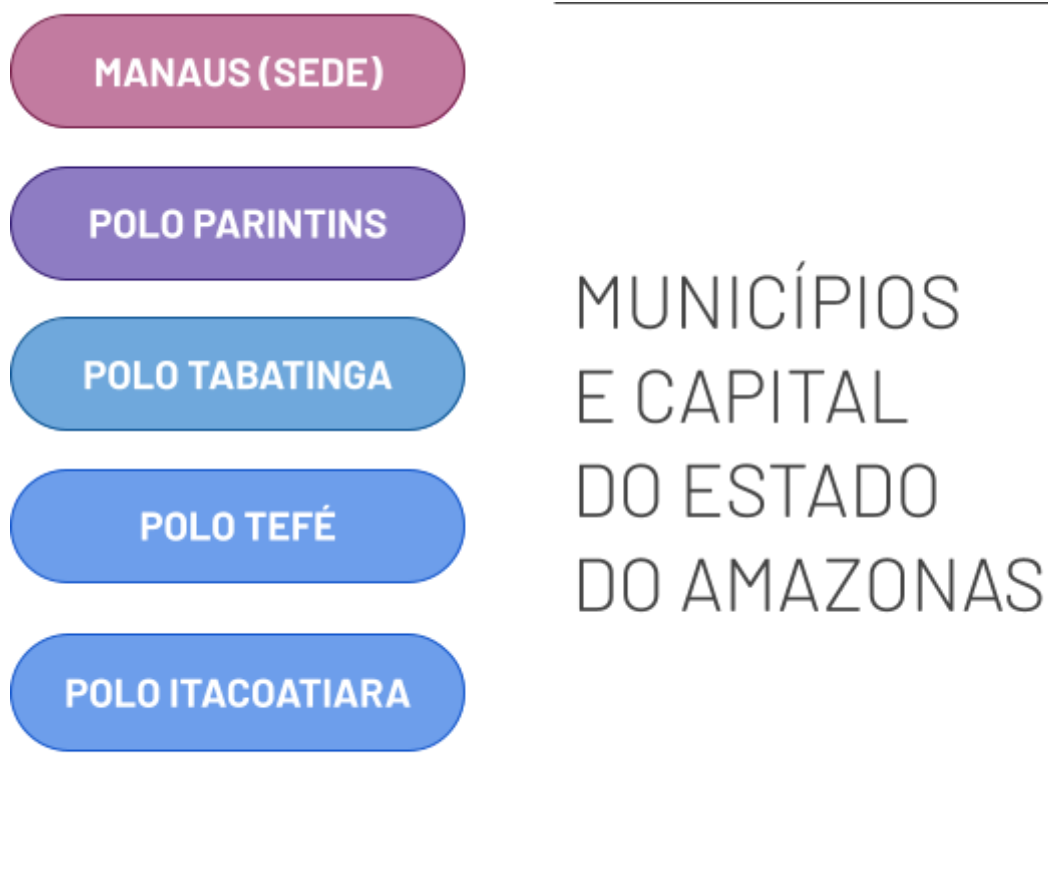 MANAUS (SEDE)
POLO PARINTINS
POLO TABATINGA
POLO TEFÉ
POLO ITACOATIARA
MUNICÍPIOS
E CAPITAL
DO ESTADO
DO AMAZONAS